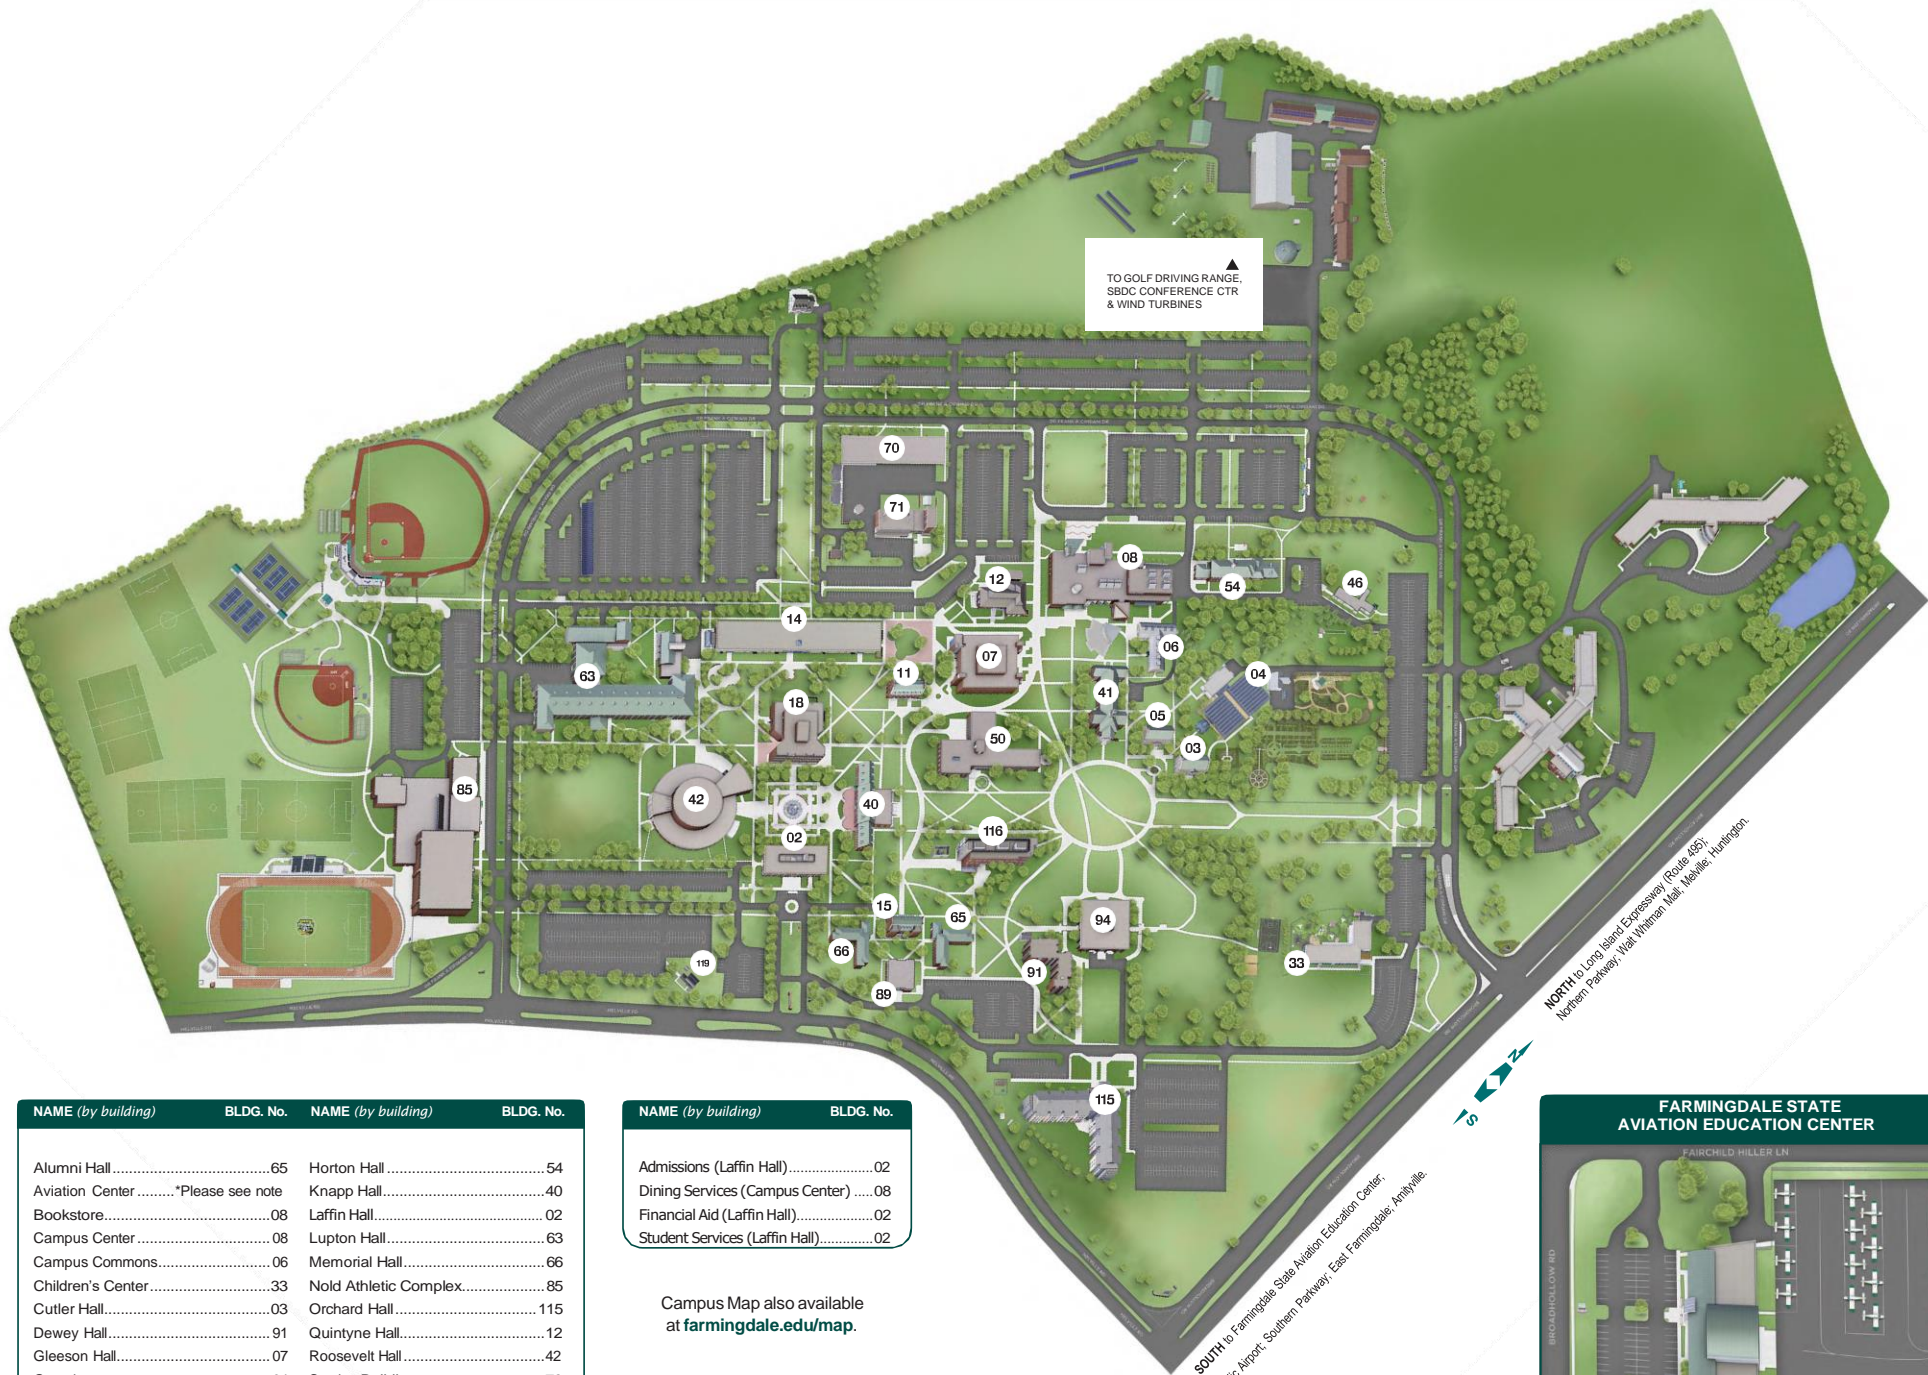 TO GOLF DRIVING RANGE,
SBDC CONFERENCE CTR
& WIND TURBINES
70
71
08
12
54
46
14
07
06
63
11
04
41
18
05
50
03
85
42
40
116
02
15
65
94
66
119
91
33
89
115
NORTH to Long Island Expressway (Route 495);
Northern Parkway; Walt Whitman Mall; Melville; Huntington.
N
S
SOUTH to Farmingdale State Aviation Education Center;
Airport; Southern Parkway; East Farmingdale; Amityville.
NAME (by building) BLDG. No. NAME (by building) BLDG. No.
Alumni Hall 65 Horton Hall 54
Aviation Center *Please see note Knapp Hall 40
Bookstore 08 Laffin Hall 02
Campus Center 08 Lupton Hall 63
Campus Commons 06 Memorial Hall 66
Children's Center 33 Nold Athletic Complex 85
Cutler Hall 03 Orchard Hall 115
Dewey Hall 91 Quintyne Hall 12
Gleeson Hall 07 Roosevelt Hall 42
NAME (by building) BLDG. No.
Admissions (Laffin Hall) 02
Dining Services (Campus Center) 08
Financial Aid (Laffin Hall) 02
Student Services (Laffin Hall) 02
Campus Map also available
at farmingdale.edu/map.
FARMINGDALE STATE
AVIATION EDUCATION CENTER
FAIRCHILD HILLER LN
BROADHOLLOW RD